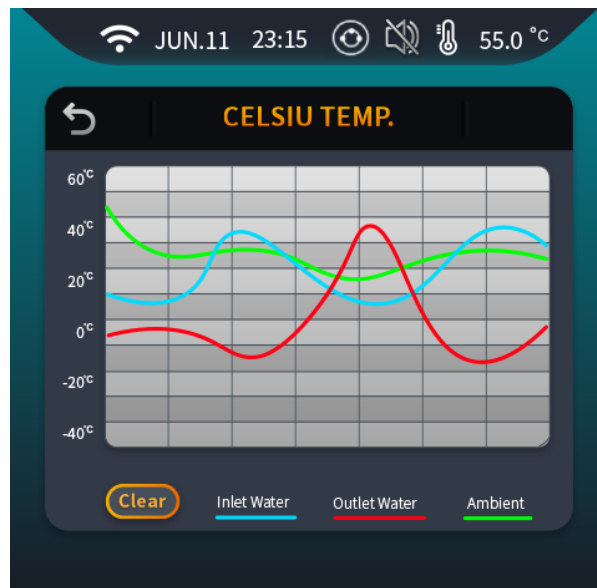 JUN.11 23:15 55.0 °C
CELSIU TEMP.
60℃
40℃
20℃
0℃
-20℃
-40℃
Clear Inlet Water Outlet Water Ambient